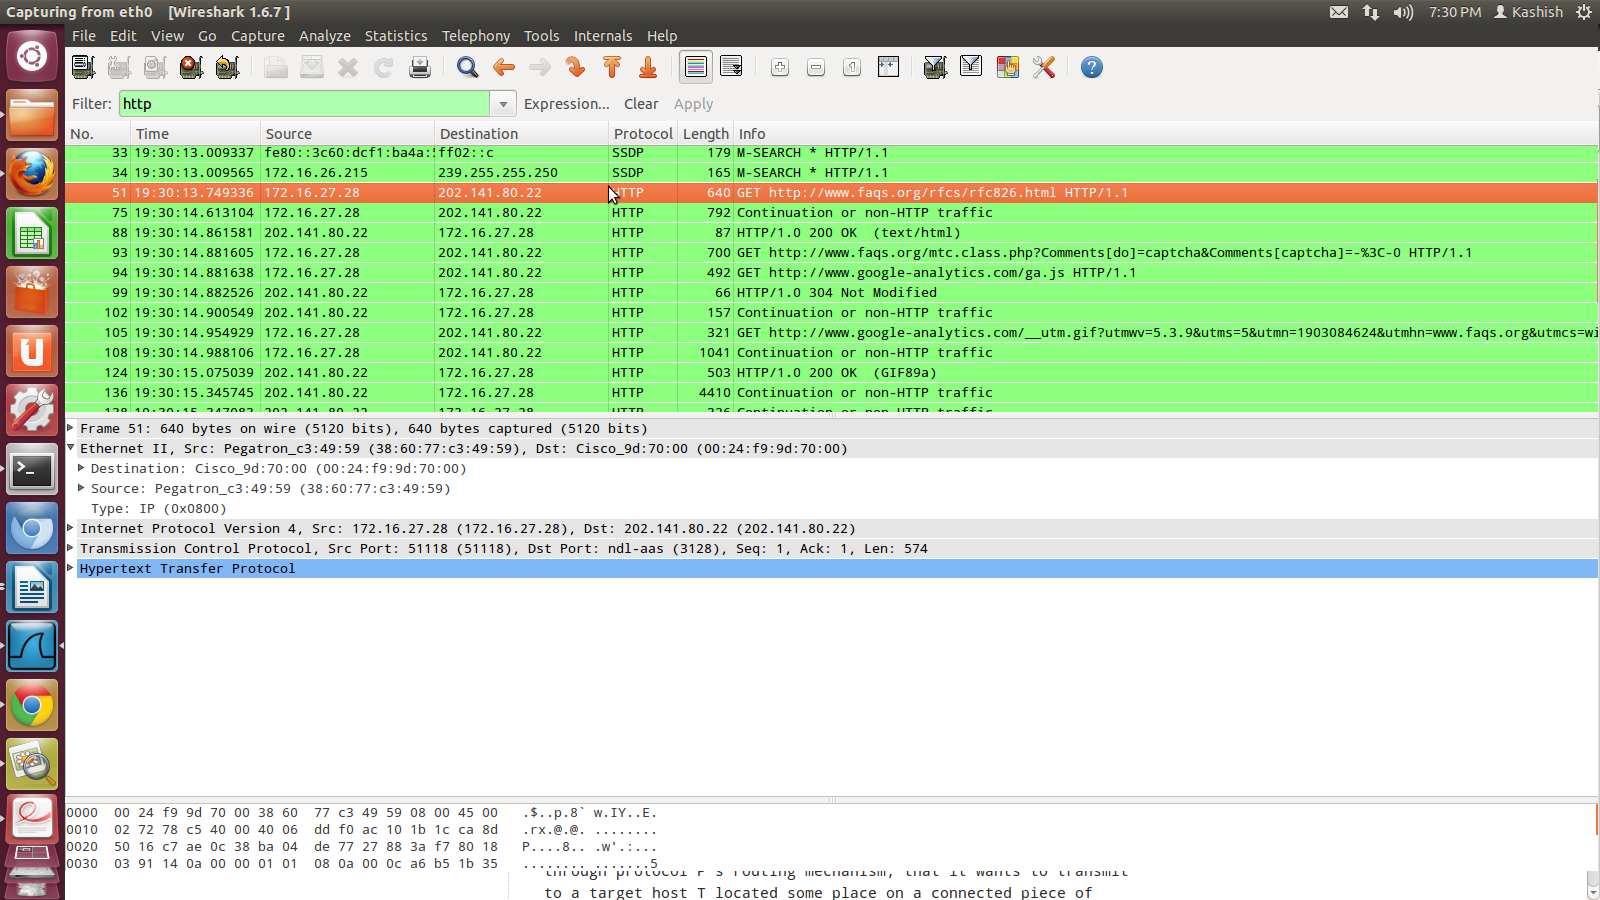 Capturing from eth0 [Wireshark 1.6.7 ]
7:30 PM Kashish
File Edit View Go Capture Analyze Statistics Telephony Tools Internals Help
Filter: http Expression... Clear Apply
No. Time Source Destination Protocol Length Info
33 19:30:13.009337 fe80::3c60:dcf1:ba4a: ff02::c SSDP 179 M-SEARCH * HTTP/1.1
34 19:30:13.009565 172.16.26.215 239.255.255.250 SSDP 165 M-SEARCH * HTTP/1.1
51 19:30:13.749336 172.16.27.28 202.141.80.22 HTTP 640 GET http://www.faqs.org/rfcs/rfc826.html HTTP/1.1
75 19:30:14.613104 172.16.27.28 202.141.80.22 HTTP 792 Continuation or non-HTTP traffic
88 19:30:14.861581 202.141.80.22 172.16.27.28 HTTP 87 HTTP/1.0 200 OK (text/html)
93 19:30:14.881605 172.16.27.28 202.141.80.22 HTTP 700 GET http://www.faqs.org/mtc.class.php?Comments[do]=captcha&Comments[captcha]=-%3C-0 HTTP/1.1
94 19:30:14.881638 172.16.27.28 202.141.80.22 HTTP 492 GET http://www.google-analytics.com/ga.js HTTP/1.1
99 19:30:14.882526 202.141.80.22 172.16.27.28 HTTP 66 HTTP/1.0 304 Not Modified
102 19:30:14.900549 202.141.80.22 172.16.27.28 HTTP 157 Continuation or non-HTTP traffic
105 19:30:14.954929 172.16.27.28 202.141.80.22 HTTP 321 GET http://www.google-analytics.com/__utm.gif?utmwv=5.3.9&utms=5&utmn=1903084624&utmhn=www.faqs.org&utmcs=wi
108 19:30:14.988106 172.16.27.28 202.141.80.22 HTTP 1041 Continuation or non-HTTP traffic
124 19:30:15.075039 202.141.80.22 172.16.27.28 HTTP 503 HTTP/1.0 200 OK (GIF89a)
136 19:30:15.345745 202.141.80.22 172.16.27.28 HTTP 4410 Continuation or non-HTTP traffic
138 19:30:15.347083 202.141.80.22 172.16.27.28 HTTP 326 Continuation or non-HTTP traffic
Frame 51: 640 bytes on wire (5120 bits), 640 bytes captured (5120 bits)
Ethernet II, Src: Pegatron_c3:49:59 (38:60:77:c3:49:59), Dst: Cisco_9d:70:00 (00:24:f9:9d:70:00)
Destination: Cisco_9d:70:00 (00:24:f9:9d:70:00)
Source: Pegatron_c3:49:59 (38:60:77:c3:49:59)
Type: IP (0x0800)
Internet Protocol Version 4, Src: 172.16.27.28 (172.16.27.28), Dst: 202.141.80.22 (202.141.80.22)
Transmission Control Protocol, Src Port: 51118 (51118), Dst Port: ndl-aas (3128), Seq: 1, Ack: 1, Len: 574
Hypertext Transfer Protocol
0000 00 24 f9 9d 70 00 38 60 77 c3 49 59 08 00 45 00 .$..p.8` w.IY..E.
0010 02 72 78 c5 40 00 40 06 dd f0 ac 10 1b 1c ca 8d .rx.@.@. ........
0020 50 16 c7 ae 0c 38 ba 04 de 77 27 88 3a f7 80 18 P....8.. .w'.:...
0030 03 91 14 0a 00 00 01 01 08 0a 00 0c a6 b5 1b 35 ........ .......5
through protocol P's routing mechanism, that it wants to transmit
to a target host T located some place on a connected piece of